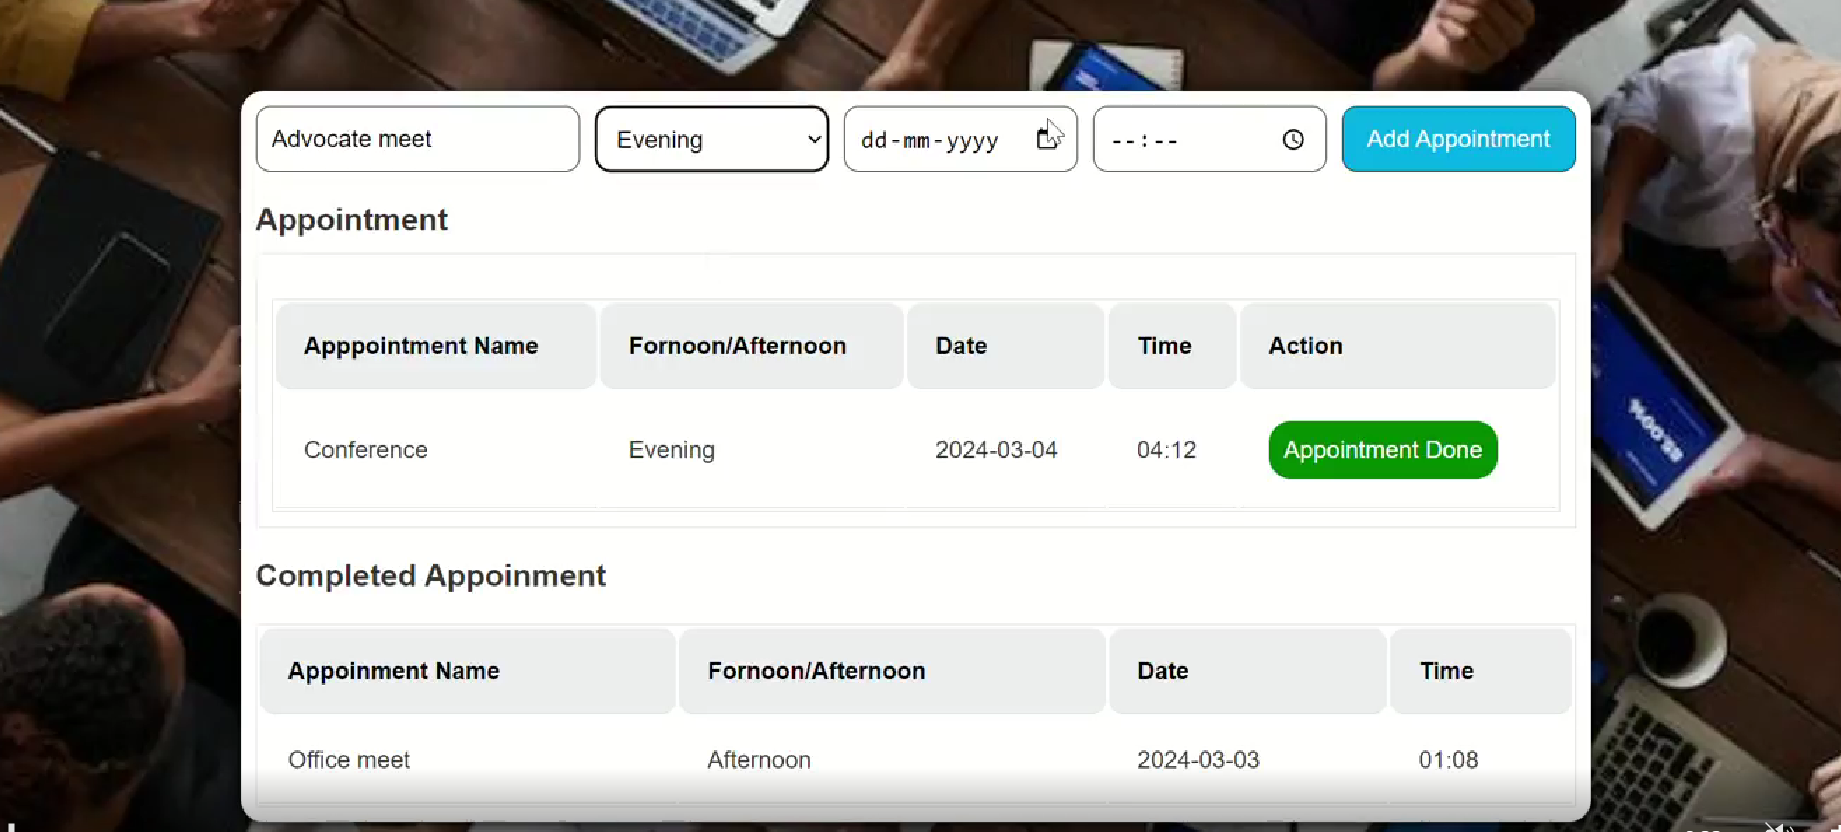 Advocate meet Evening dd-mm-yyyy --:-- Add Appointment
Appointment
Apppointment Name Fornoon/Afternoon Date Time Action
Conference Evening 2024-03-04 04:12 Appointment Done
Completed Appoinment
Appoinment Name Fornoon/Afternoon Date Time
Office meet Afternoon 2024-03-03 01:08